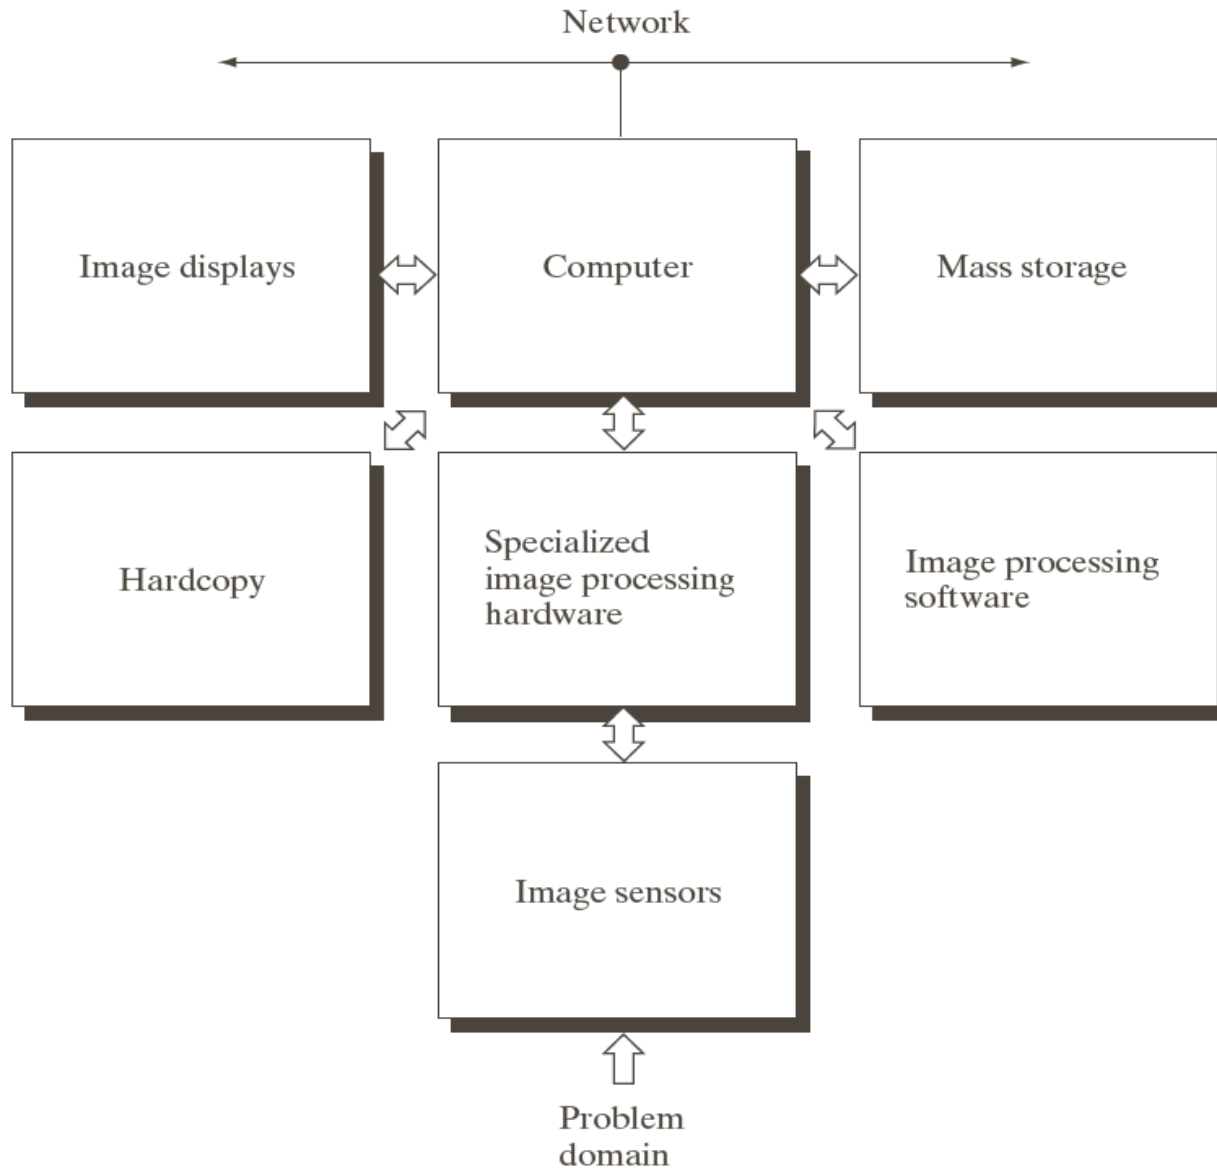 Network
Image displays
Computer
Mass storage
Hardcopy
Specialized
image processing
hardware
Image processing
software
Image sensors
Problem
domain